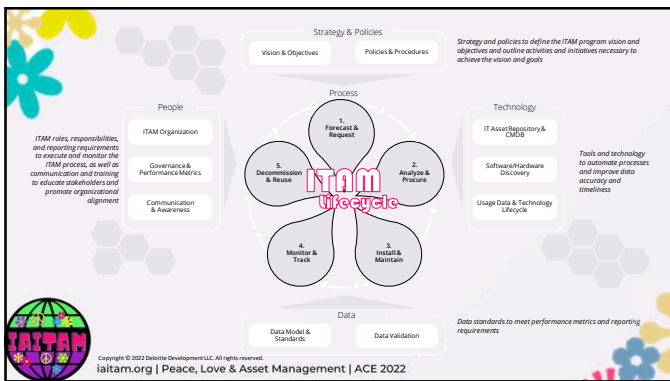 Strategy & Policies
Vision & Objectives
Policies & Procedures
Strategy and policies to define the ITAM program vision and
objectives and outline activities and initiatives necessary to
achieve the vision and goals
People
ITAM Organization
Governance &
Performance Metrics
Communication
& Awareness
ITAM roles, responsibilities,
and reporting requirements
to execute and monitor the
ITAM process, as well as
communication and training
to educate stakeholders and
promote organizational
alignment
Process
1.
Forecast &
Request
2.
Analyze &
Procure
3.
Install &
Maintain
4.
Monitor &
Track
5.
Decommission
& Reuse
ITAM
Lifecycle
Technology
IT Asset Repository &
CMDB
Software/Hardware
Discovery
Usage Data & Technology
Lifecycle
Tools and technology
to automate processes
and improve data
accuracy and
timeliness
Data
Data Model &
Standards
Data Validation
Data standards to meet performance metrics and reporting
requirements
IAITAM
Copyright © 2022 Deloitte Development LLC. All rights reserved.
iaitam.org | Peace, Love & Asset Management | ACE 2022